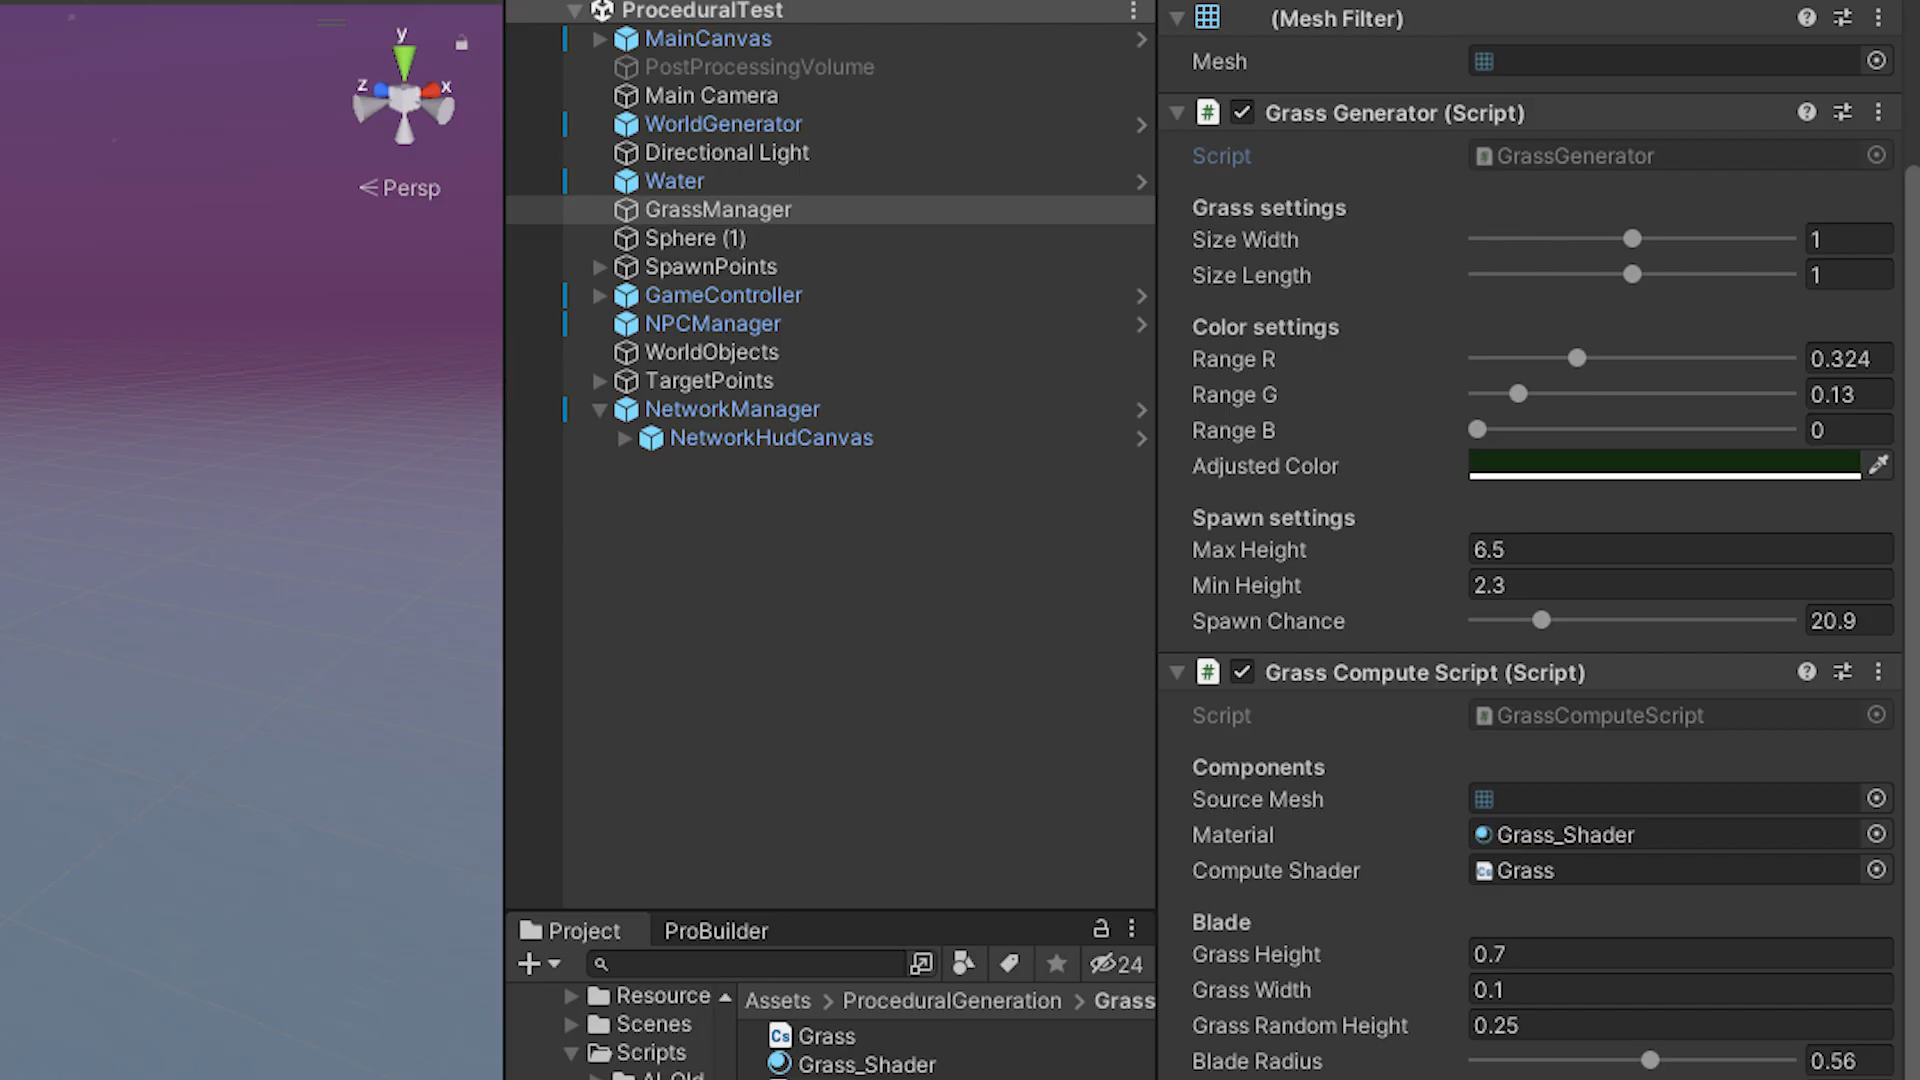 y
z
x
Persp
ProceduralTest
MainCanvas
PostProcessingVolume
Main Camera
WorldGenerator
Directional Light
Water
GrassManager
Sphere (1)
SpawnPoints
GameController
NPCManager
WorldObjects
TargetPoints
NetworkManager
NetworkHudCanvas
Project
ProBuilder
24
Resource
Scenes
Scripts
Assets > ProceduralGeneration > Grass
Grass
Grass_Shader
(Mesh Filter)
Mesh
Grass Generator (Script)
Script GrassGenerator
Grass settings
Size Width 1
Size Length 1
Color settings
Range R 0.324
Range G 0.13
Range B 0
Adjusted Color
Spawn settings
Max Height 6.5
Min Height 2.3
Spawn Chance 20.9
Grass Compute Script (Script)
Script GrassComputeScript
Components
Source Mesh
Material Grass_Shader
Compute Shader Grass
Blade
Grass Height 0.7
Grass Width 0.1
Grass Random Height 0.25
Blade Radius 0.56